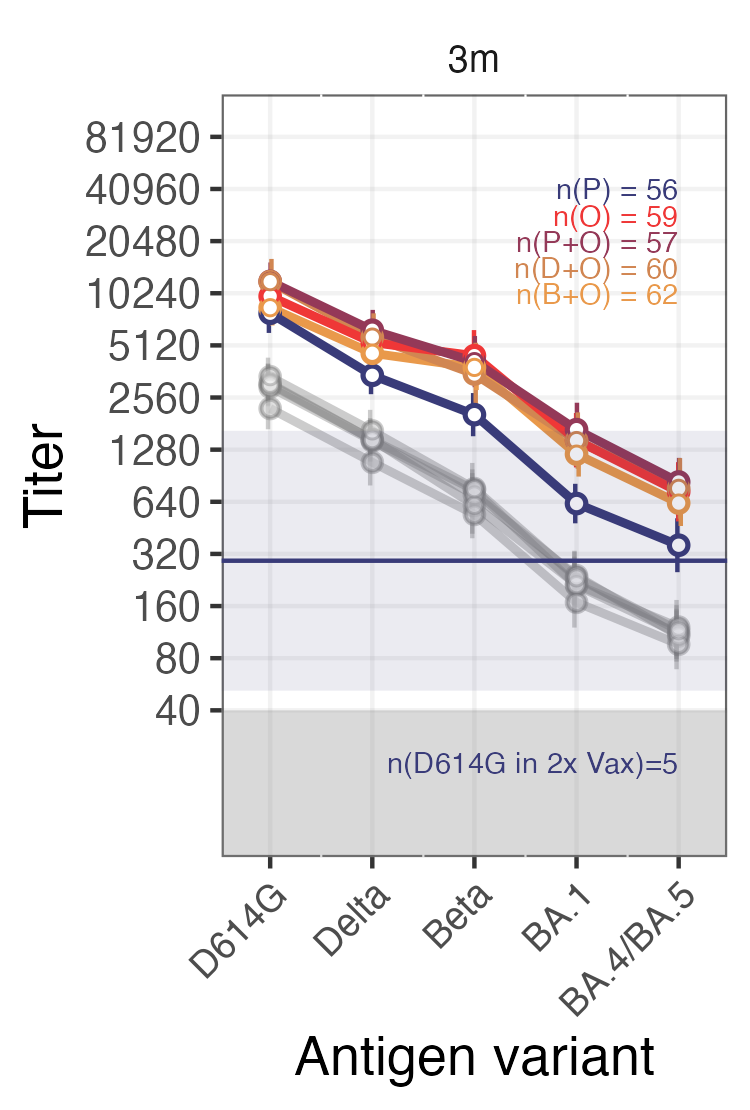 3m
Titer
81920
40960
20480
10240
5120
2560
1280
640
320
160
80
40
n(P) = 56
n(O) = 59
n(P+O) = 57
n(D+O) = 60
n(B+O) = 62
n(D614G in 2x Vax)=5
D614G
Delta
Beta
BA.1
BA.4/BA.5
Antigen variant